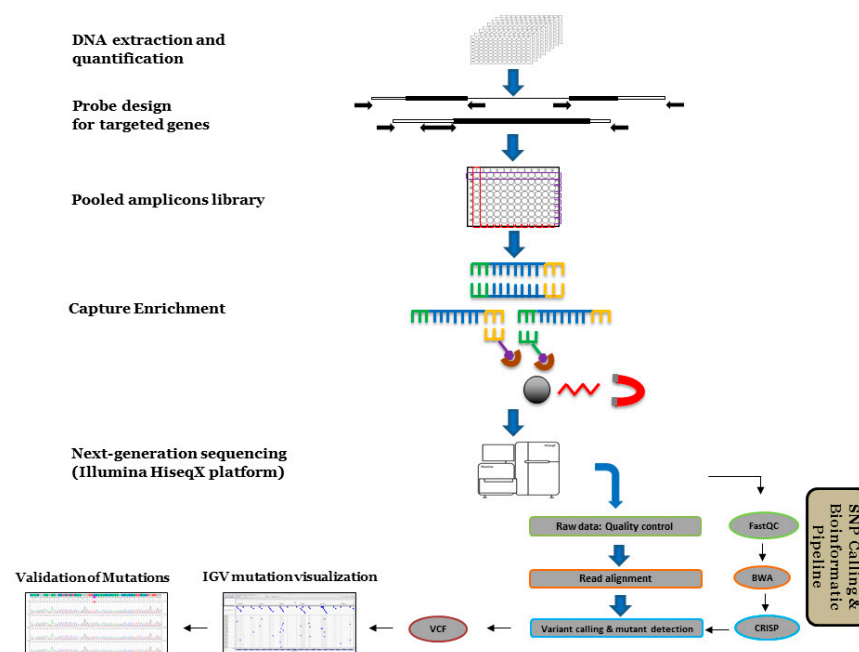 DNA extraction and
quantification
Probe design
for targeted genes
Pooled amplicons library
Capture Enrichment
Next-generation sequencing
(Illumina HiseqX platform)
Raw data: Quality control
FastQC
SNP Calling &
Bioinformatic
Pipeline
Read alignment
BWA
Variant calling & mutant detection
CRISP
VCF
IGV mutation visualization
Validation of Mutations